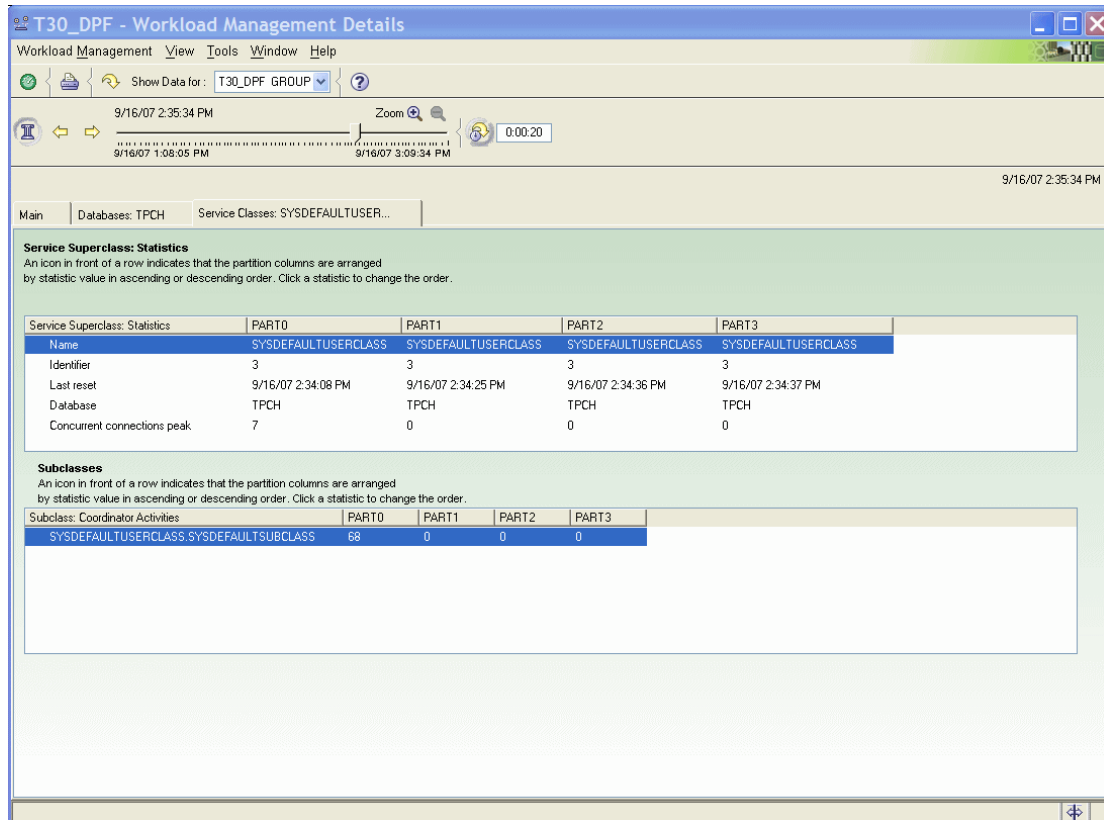 T30_DPF - Workload Management Details
Workload Management View Tools Window Help
Show Data for: T30_DPF GROUP
9/16/07 2:35:34 PM Zoom
0:00:20
9/16/07 1:08:05 PM 9/16/07 3:09:34 PM
9/16/07 2:35:34 PM
Main Databases: TPCH Service Classes: SYSDEFAULTUSER...
Service Superclass: Statistics
An icon in front of a row indicates that the partition columns are arranged
by statistic value in ascending or descending order. Click a statistic to change the order.
Service Superclass: Statistics PART0 PART1 PART2 PART3
Name SYSDEFAULTUSERCLASS SYSDEFAULTUSERCLASS SYSDEFAULTUSERCLASS SYSDEFAULTUSERCLASS
Identifier 3 3 3 3
Last reset 9/16/07 2:34:08 PM 9/16/07 2:34:25 PM 9/16/07 2:34:36 PM 9/16/07 2:34:37 PM
Database TPCH TPCH TPCH TPCH
Concurrent connections peak 7 0 0 0
Subclasses
An icon in front of a row indicates that the partition columns are arranged
by statistic value in ascending or descending order. Click a statistic to change the order.
Subclass: Coordinator Activities PART0 PART1 PART2 PART3
SYSDEFAULTUSERCLASS.SYSDEFAULTSUBCLASS 68 0 0 0